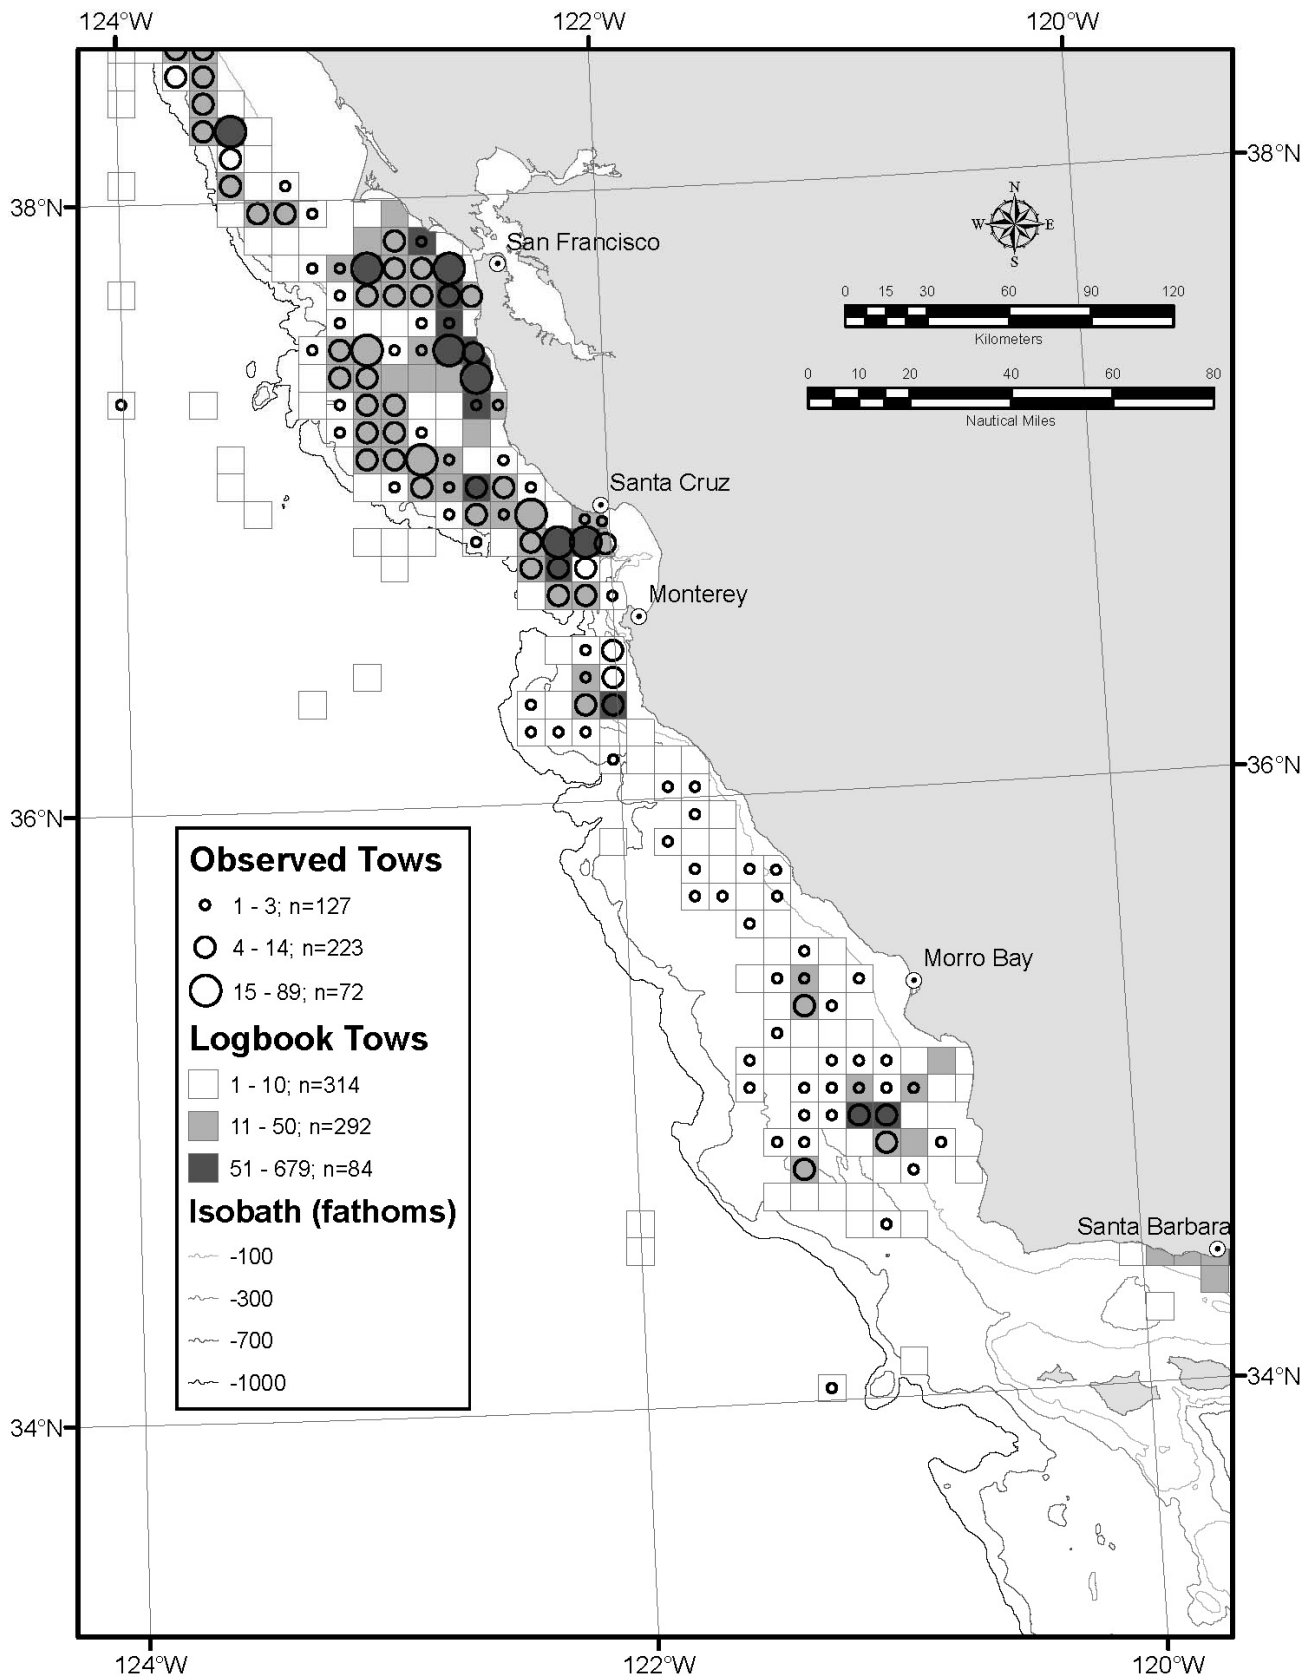 124°W 122°W 120°W
38°N
38°N
N
W E
S
San Francisco
0 15 30 60 90 120
Kilometers
0 10 20 40 60 80
Nautical Miles
Santa Cruz
Monterey
36°N
36°N
Observed Tows
1 - 3; n=127
4 - 14; n=223
15 - 89; n=72
Logbook Tows
1 - 10; n=314
11 - 50; n=292
51 - 679; n=84
Isobath (fathoms)
-100
-300
-700
-1000
Morro Bay
Santa Barbara
34°N
34°N
124°W 122°W 120°W